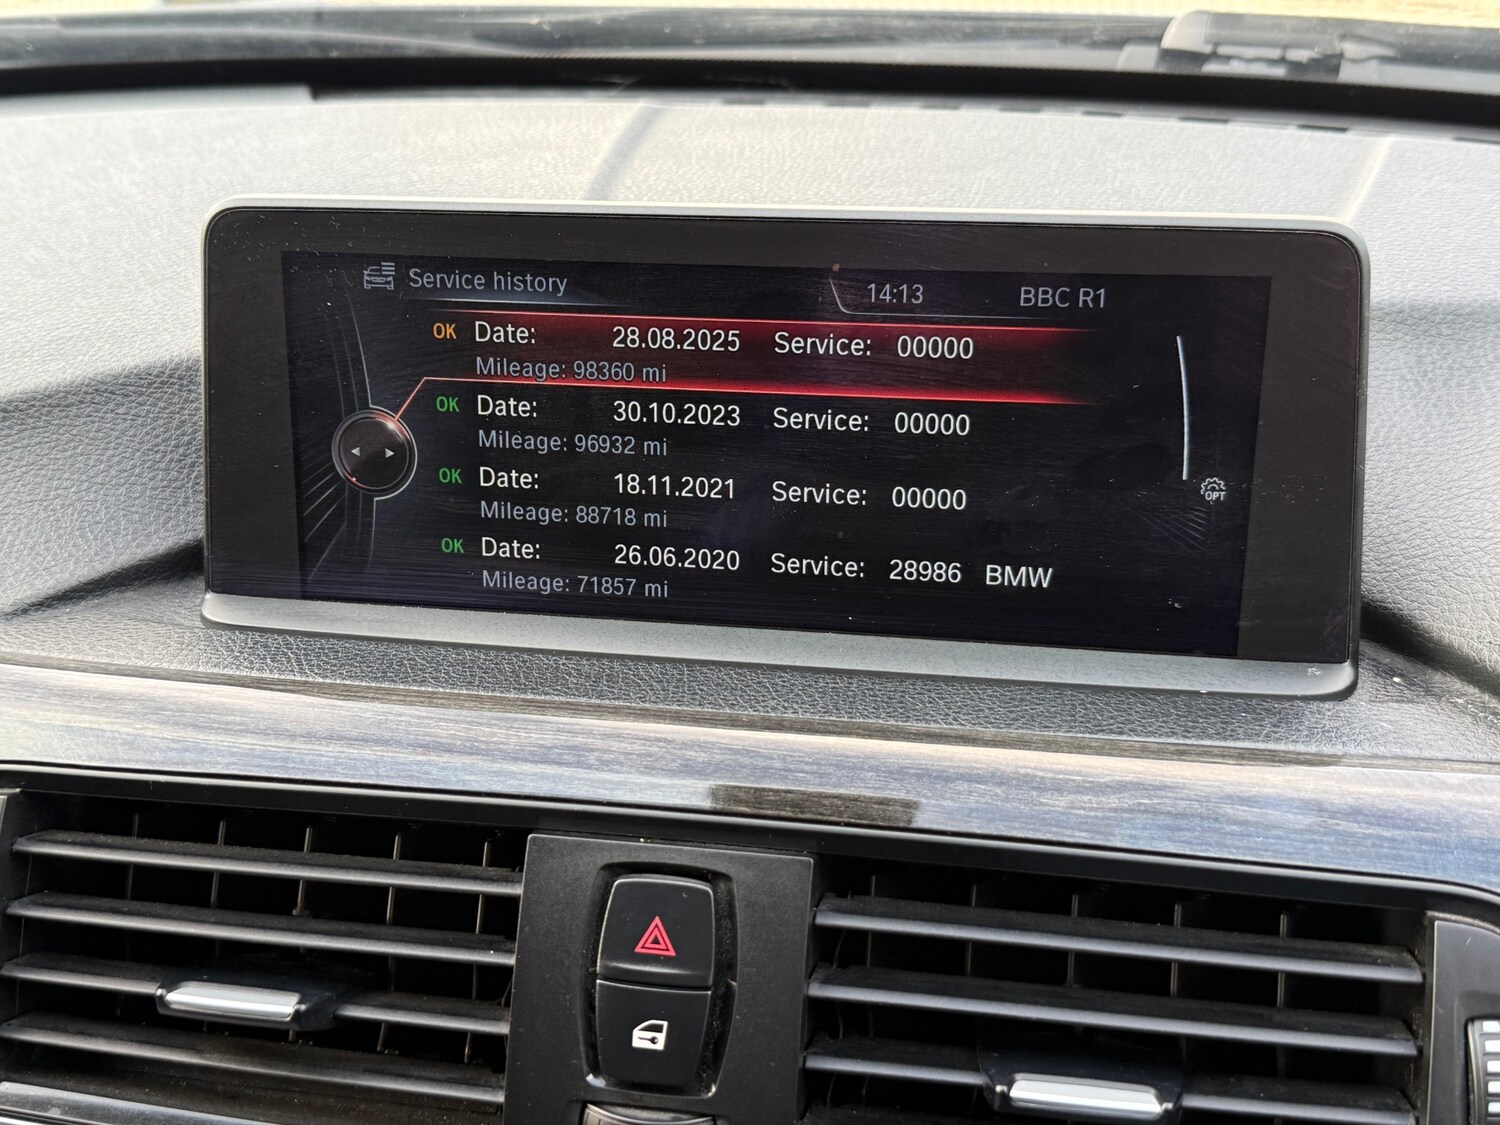 Service history 14:13 BBC R1
OK Date: 28.08.2025 Service: 00000
Mileage: 98360 mi
OK Date: 30.10.2023 Service: 00000
Mileage: 96932 mi
OK Date: 18.11.2021 Service: 00000
Mileage: 88718 mi
OPT
OK Date: 26.06.2020 Service: 28986 BMW
Mileage: 71857 mi